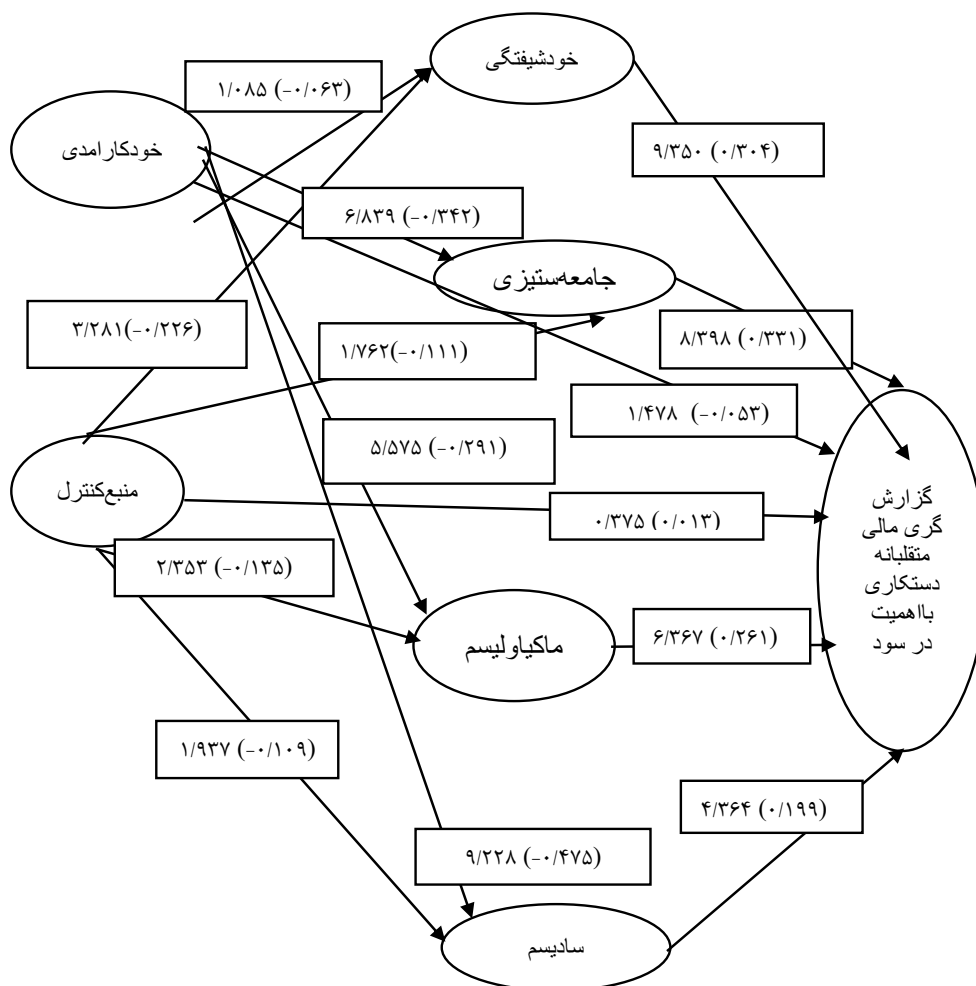 خودشیفتگی
۱/۰۸۵ (-۰/۰۶۳)
خودکارامدی
۹/۳۵۰ (۰/۳۰۴)
۶/۸۳۹ (-۰/۳۴۲)
جامعه‌ستیزی
۳/۲۸۱(-۰/۲۲۶)
۱/۷۶۲(-۰/۱۱۱)
۸/۳۹۸ (۰/۳۳۱)
۱/۴۷۸ (-۰/۰۵۳)
۵/۵۷۵ (-۰/۲۹۱)
منبع‌کنترل
گزارش
گری مالی
متقلبانه
دستکاری
بااهمیت
در سود
۰/۳۷۵ (۰/۰۱۳)
۲/۳۵۳ (-۰/۱۳۵)
ماکیاولیسم
۶/۳۶۷ (۰/۲۶۱)
۱/۹۳۷ (-۰/۱۰۹)
۴/۳۶۴ (۰/۱۹۹)
۹/۲۲۸ (-۰/۴۷۵)
سادیسم